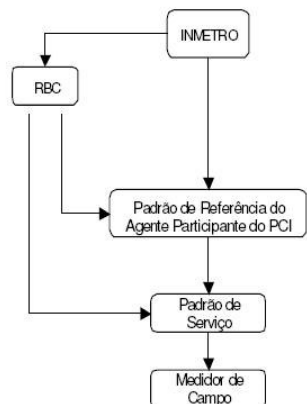 INMETRO
RBC
Padrão de Referência do
Agente Participante do PCI
Padrão de
Serviço
Medidor de
Campo